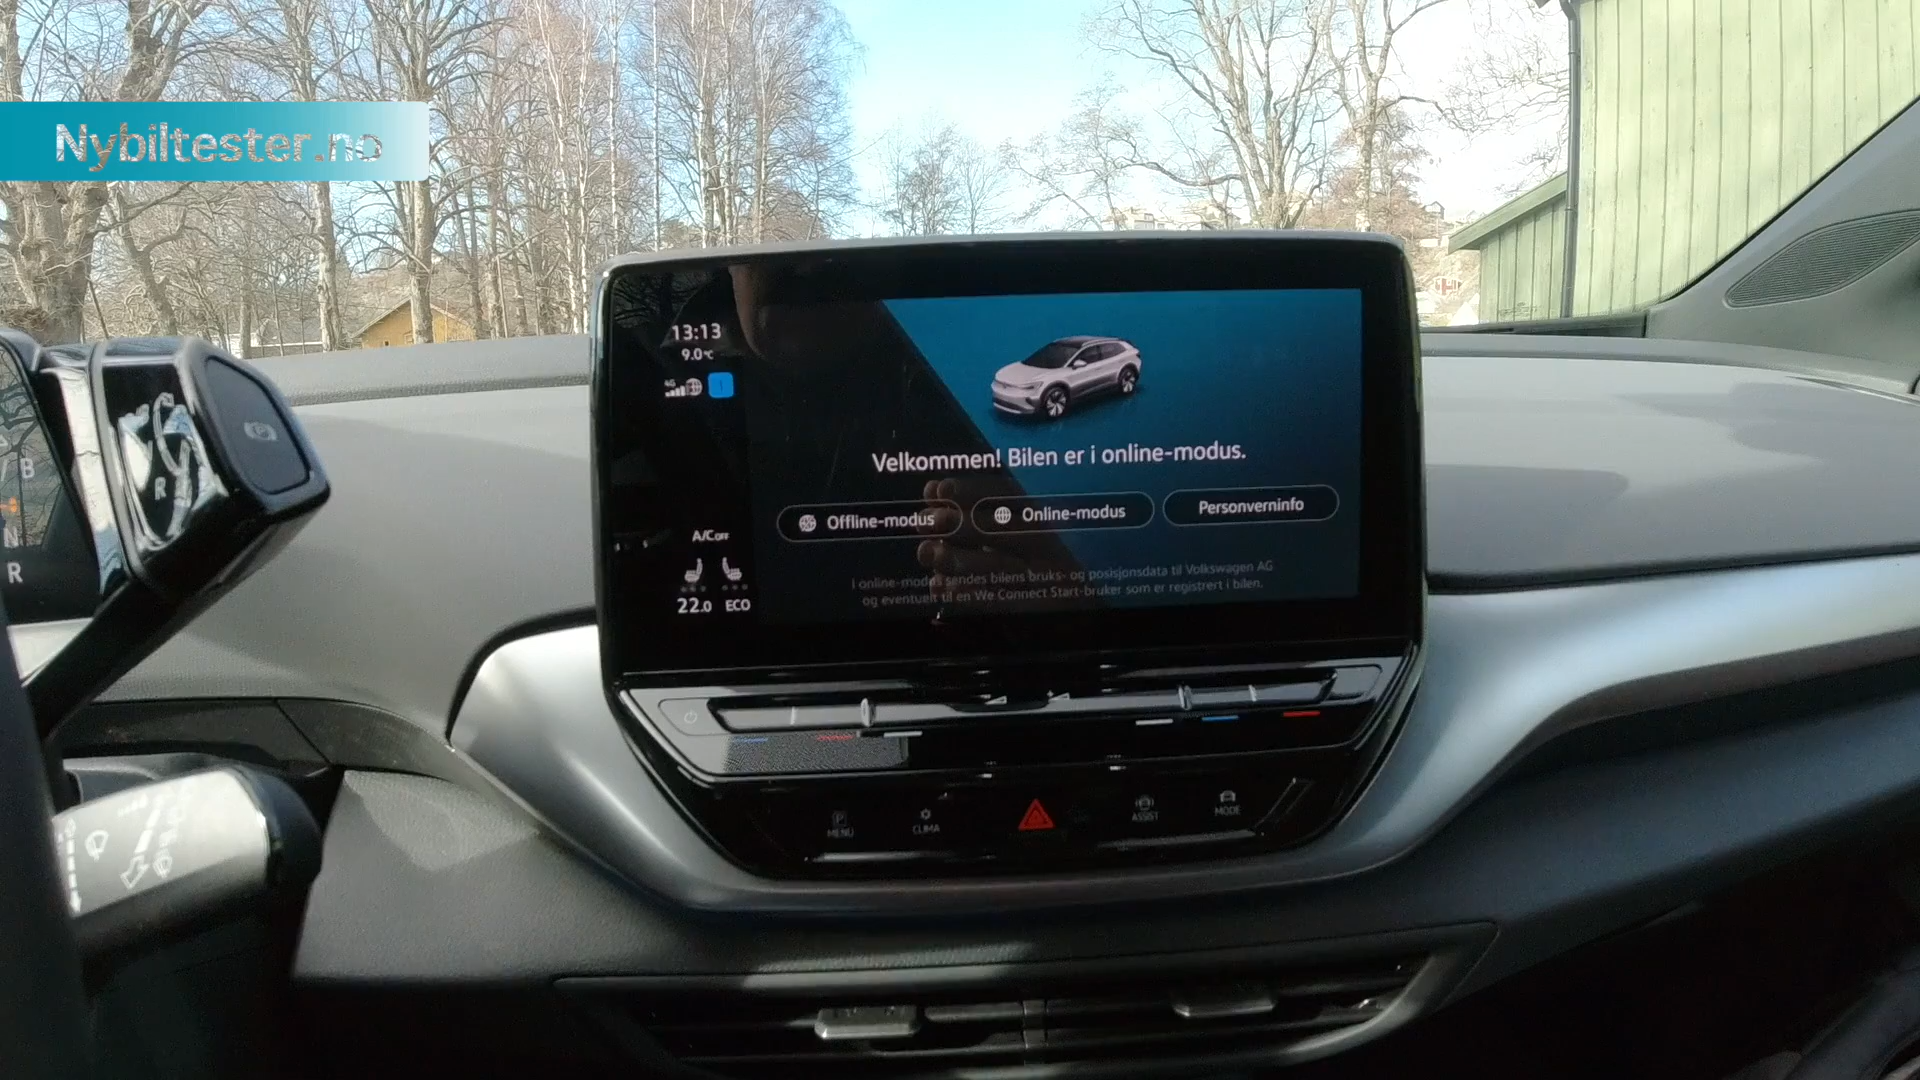 Nybiltester.no
13:13
9.0°C
4G
Velkommen! Bilen er i online-modus.
Offline-modus
Online-modus
Personverninfo
I online-modus sendes bilens bruks- og posisjonsdata til Volkswagen AG
og eventuelt til en We Connect Start-bruker som er registrert i bilen.
A/C OFF
22.0 ECO
B
N
R
R
P
MENU
CLIMA
ASSIST
MODE